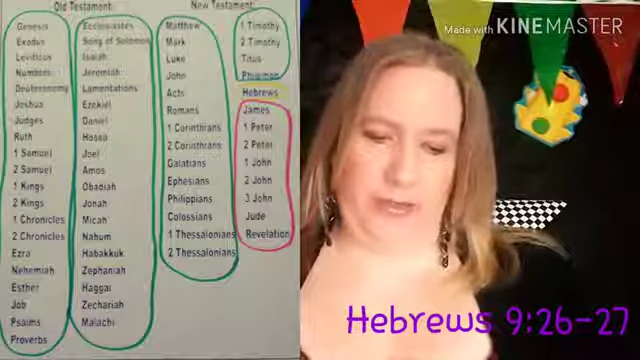 Old Testament:
Genesis
Exodus
Leviticus
Numbers
Deuteronomy
Joshua
Judges
Ruth
1 Samuel
2 Samuel
1 Kings
2 Kings
1 Chronicles
2 Chronicles
Ezra
Nehemiah
Esther
Job
Psalms
Proverbs
Ecclesiastes
Song of Solomon
Isaiah
Jeremiah
Lamentations
Ezekiel
Daniel
Hosea
Joel
Amos
Obadiah
Jonah
Micah
Nahum
Habakkuk
Zephaniah
Haggai
Zechariah
Malachi
New Testament:
Matthew
Mark
Luke
John
Acts
Romans
1 Corinthians
2 Corinthians
Galatians
Ephesians
Philippians
Colossians
1 Thessalonians
2 Thessalonians
1 Timothy
2 Timothy
Titus
Philemon
Hebrews
James
1 Peter
2 Peter
1 John
2 John
3 John
Jude
Revelation
Made with KINEMASTER
Hebrews 9:26-27